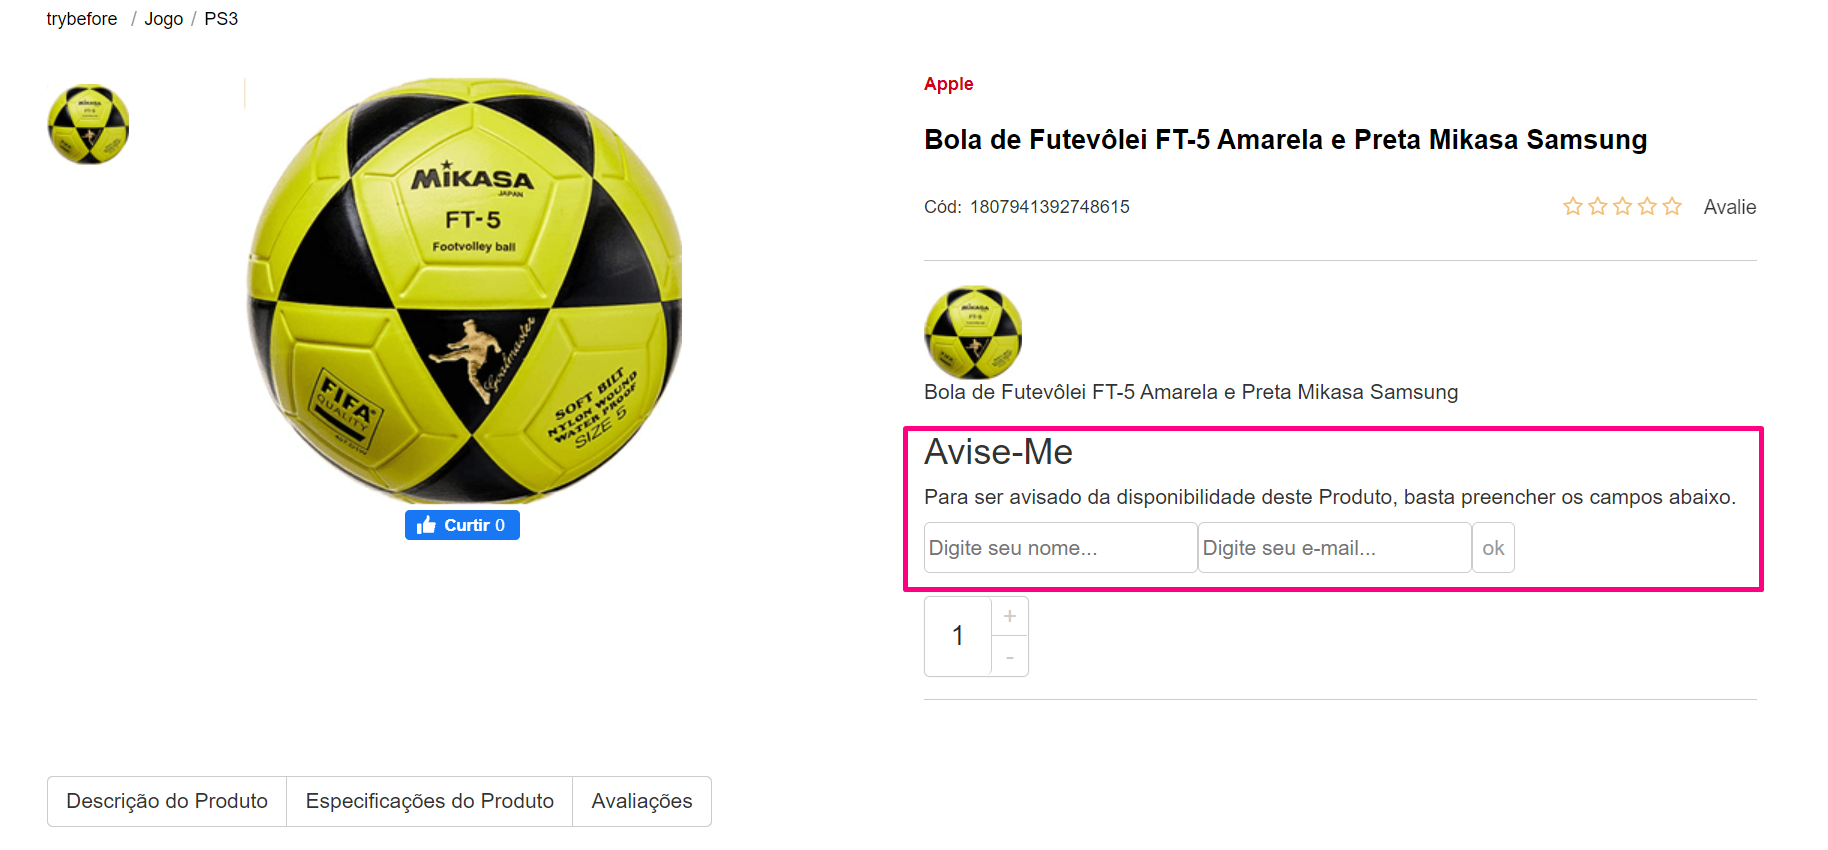 trybefore / Jogo / PS3
MiKASA
JAPAN
FT-5
Footvolley ball
Goalmaster
FIFA
QUALITY
SOFT BILT
NYLON WOUND
WATER PROOF
SIZE 5
Curtir 0
Apple
Bola de Futevôlei FT-5 Amarela e Preta Mikasa Samsung
Cód: 1807941392748615
Avalie
Bola de Futevôlei FT-5 Amarela e Preta Mikasa Samsung
Avise-Me
Para ser avisado da disponibilidade deste Produto, basta preencher os campos abaixo.
Digite seu nome... Digite seu e-mail... ok
1 + -
Descrição do Produto Especificações do Produto Avaliações